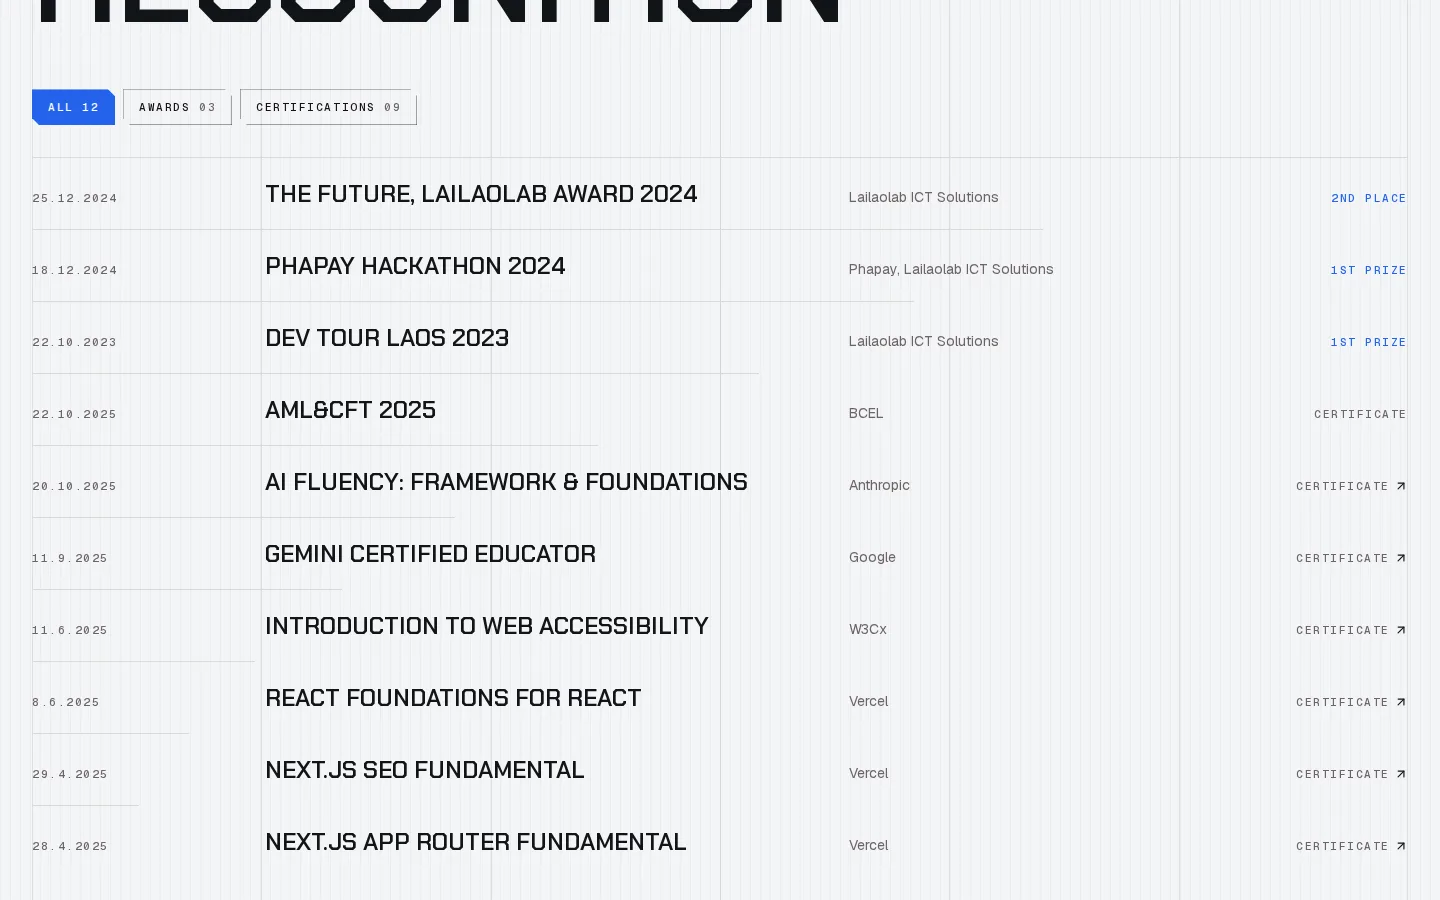 RECOGNITION
ALL 12 AWARDS 03 CERTIFICATIONS 09
25.12.2024 THE FUTURE, LAILAOLAB AWARD 2024 Lailaolab ICT Solutions 2ND PLACE
18.12.2024 PHAPAY HACKATHON 2024 Phapay, Lailaolab ICT Solutions 1ST PRIZE
22.10.2023 DEV TOUR LAOS 2023 Lailaolab ICT Solutions 1ST PRIZE
22.10.2025 AML&CFT 2025 BCEL CERTIFICATE
20.10.2025 AI FLUENCY: FRAMEWORK & FOUNDATIONS Anthropic CERTIFICATE
11.9.2025 GEMINI CERTIFIED EDUCATOR Google CERTIFICATE
11.6.2025 INTRODUCTION TO WEB ACCESSIBILITY W3Cx CERTIFICATE
8.6.2025 REACT FOUNDATIONS FOR REACT Vercel CERTIFICATE
29.4.2025 NEXT.JS SEO FUNDAMENTAL Vercel CERTIFICATE
28.4.2025 NEXT.JS APP ROUTER FUNDAMENTAL Vercel CERTIFICATE